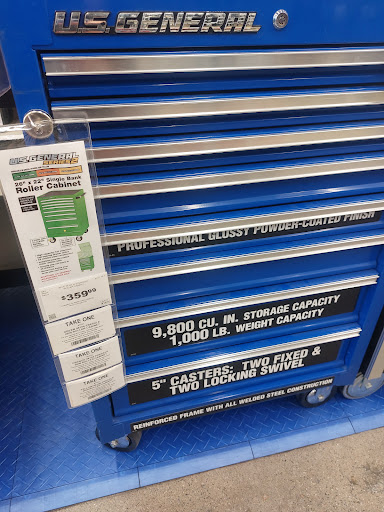 U.S. GENERAL
U.S. GENERAL
SERIES
26" x 22" Single Bank
Roller Cabinet
$359.99
TAKE ONE
TAKE ONE
TAKE ONE
PROFESSIONAL GLOSSY POWDER-COATED FINISH
9,800 CU. IN. STORAGE CAPACITY
1,000 LB. WEIGHT CAPACITY
5" CASTERS: TWO FIXED &
TWO LOCKING SWIVEL
REINFORCED FRAME WITH ALL WELDED STEEL CONSTRUCTION